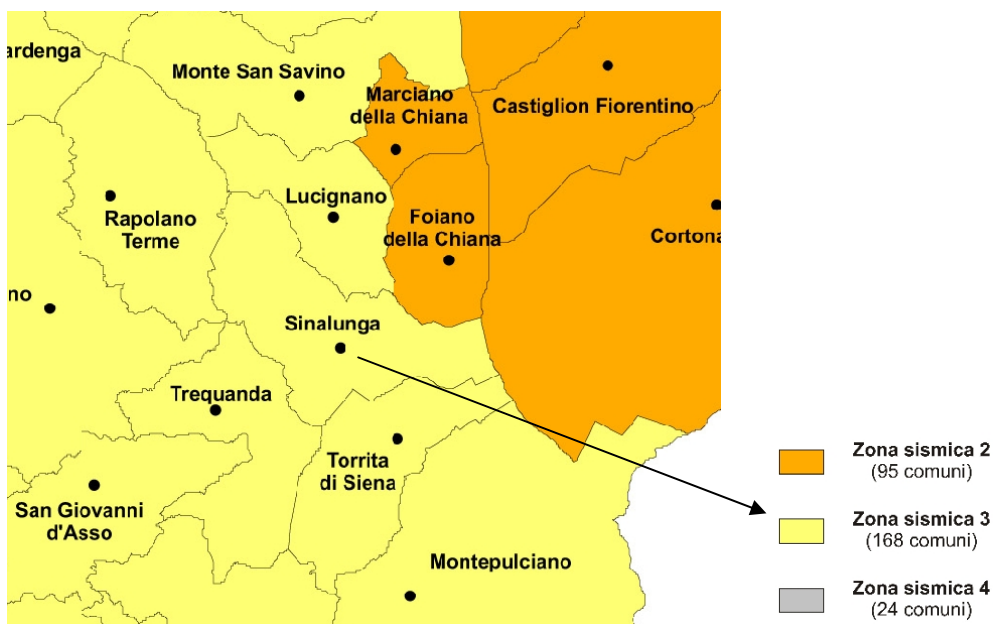 ardenga
Monte San Savino
Marciano
della Chiana
Castiglion Fiorentino
Lucignano
Rapolano
Terme
Foiano
della Chiana
Cortona
no
Sinalunga
Trequanda
Torrita
di Siena
San Giovanni
d'Asso
Montepulciano
Zona sismica 2
(95 comuni)
Zona sismica 3
(168 comuni)
Zona sismica 4
(24 comuni)